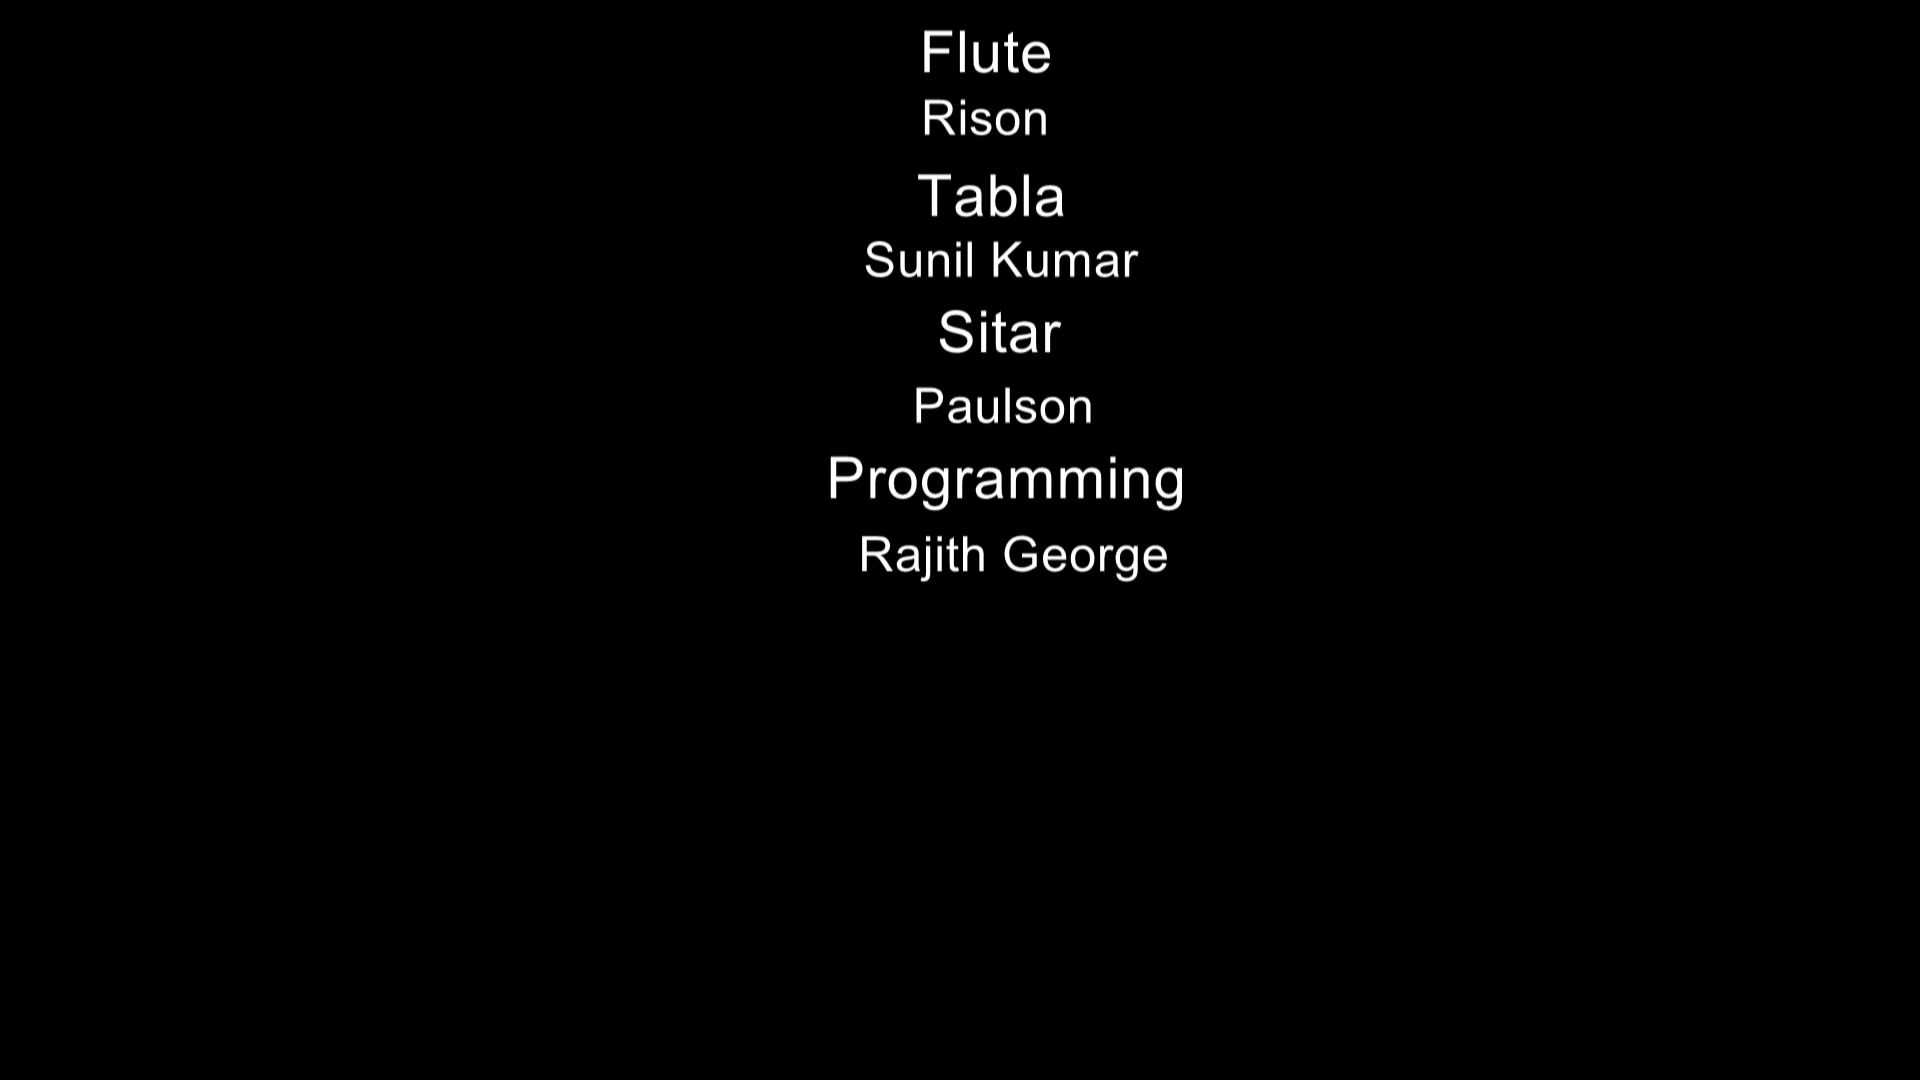 Flute
Rison
Tabla
Sunil Kumar
Sitar
Paulson
Programming
Rajith George